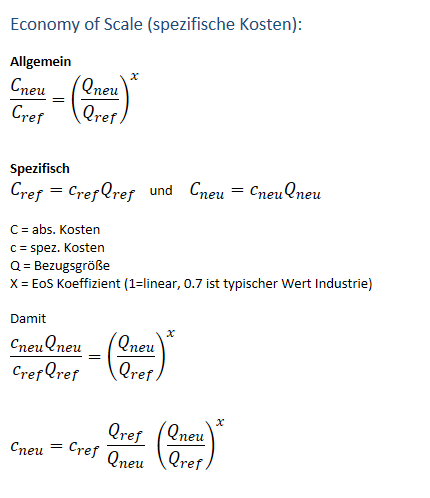 Economy of Scale (spezifische Kosten):
Allgemein
C_neu / C_ref = (Q_neu / Q_ref)^x
Spezifisch
C_ref = c_ref Q_ref und C_neu = c_neu Q_neu
C = abs. Kosten
c = spez. Kosten
Q = Bezugsgröße
X = EoS Koeffizient (1=linear, 0.7 ist typischer Wert Industrie)
Damit
c_neu Q_neu / c_ref Q_ref = (Q_neu / Q_ref)^x
c_neu = c_ref Q_ref / Q_neu (Q_neu / Q_ref)^x